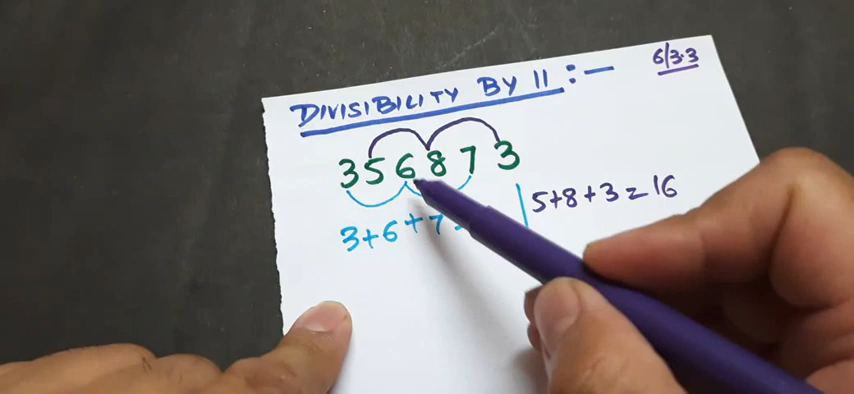 DIVISIBILITY BY 11 :-
6/3.3
356873
3+6+7=
5+8+3=16